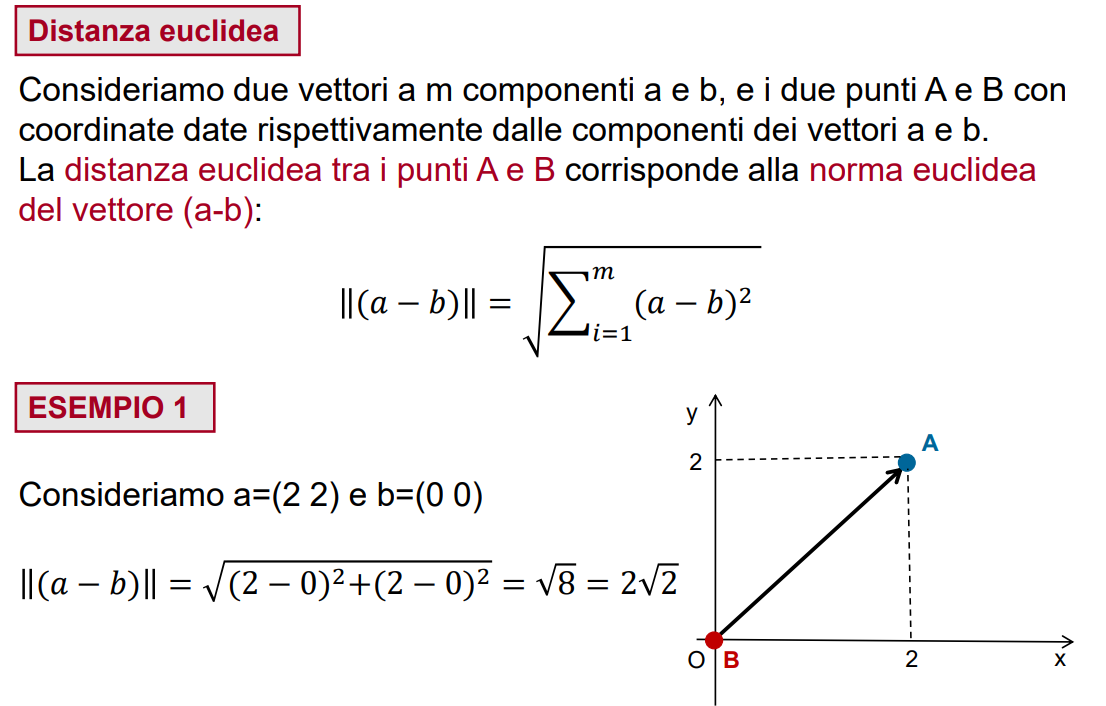 Distanza euclidea
Consideriamo due vettori a m componenti a e b, e i due punti A e B con
coordinate date rispettivamente dalle componenti dei vettori a e b.
La distanza euclidea tra i punti A e B corrisponde alla norma euclidea
del vettore (a-b):
‖(𝑎 − 𝑏)‖ = √∑ᵢ₌₁ᵐ (𝑎 − 𝑏)²
ESEMPIO 1
Consideriamo a=(2 2) e b=(0 0)
‖(𝑎 − 𝑏)‖ = √(2 − 0)²+(2 − 0)² = √8 = 2√2
y
A
2
O B 2 x